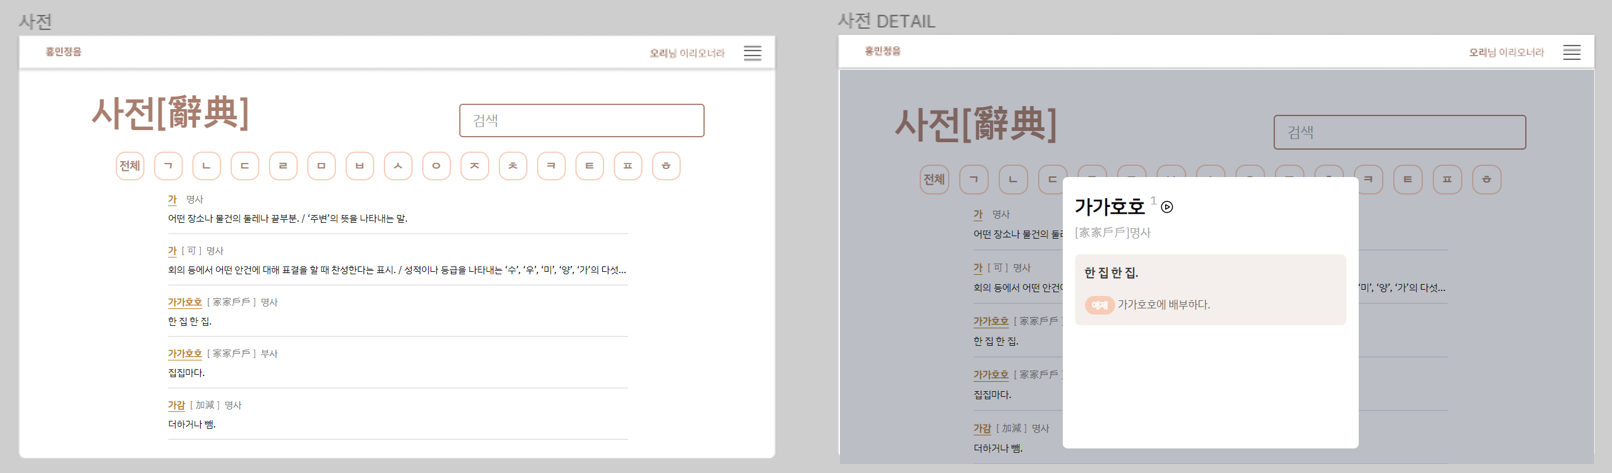 사전
홍민정음
오리님 이리오너라
사전[辭典]
검색
전체 ㄱ ㄴ ㄷ ㄹ ㅁ ㅂ ㅅ ㅇ ㅈ ㅊ ㅋ ㅌ ㅍ ㅎ
가 명사
어떤 장소나 물건의 둘레나 끝부분. / ‘주변’의 뜻을 나타내는 말.
가 [ 可 ] 명사
회의 등에서 어떤 안건에 대해 표결을 할 때 찬성한다는 표시. / 성적이나 등급을 나타내는 ‘수’, ‘우’, ‘미’, ‘양’, ‘가’의 다섯...
가가호호 [ 家家戶戶 ] 명사
한 집 한 집.
가가호호 [ 家家戶戶 ] 부사
집집마다.
가감 [ 加減 ] 명사
더하거나 뺌.
사전 DETAIL
홍민정음
오리님 이리오너라
사전[辭典]
검색
전체 ㄱ ㄴ ㄷ ㅋ ㅌ ㅍ ㅎ
가 명사
어떤 장소나 물건의 둘레
가 [ 可 ] 명사
회의 등에서 어떤 안건에 ‘미’, ‘양’, ‘가’의 다섯...
가가호호 [ 家家戶戶 ]
한 집 한 집.
가가호호 [ 家家戶戶 ]
집집마다.
가감 [ 加減 ] 명사
더하거나 뺌.
가가호호 1
[家家戶戶]명사
한 집 한 집.
예제 가가호호에 배부하다.